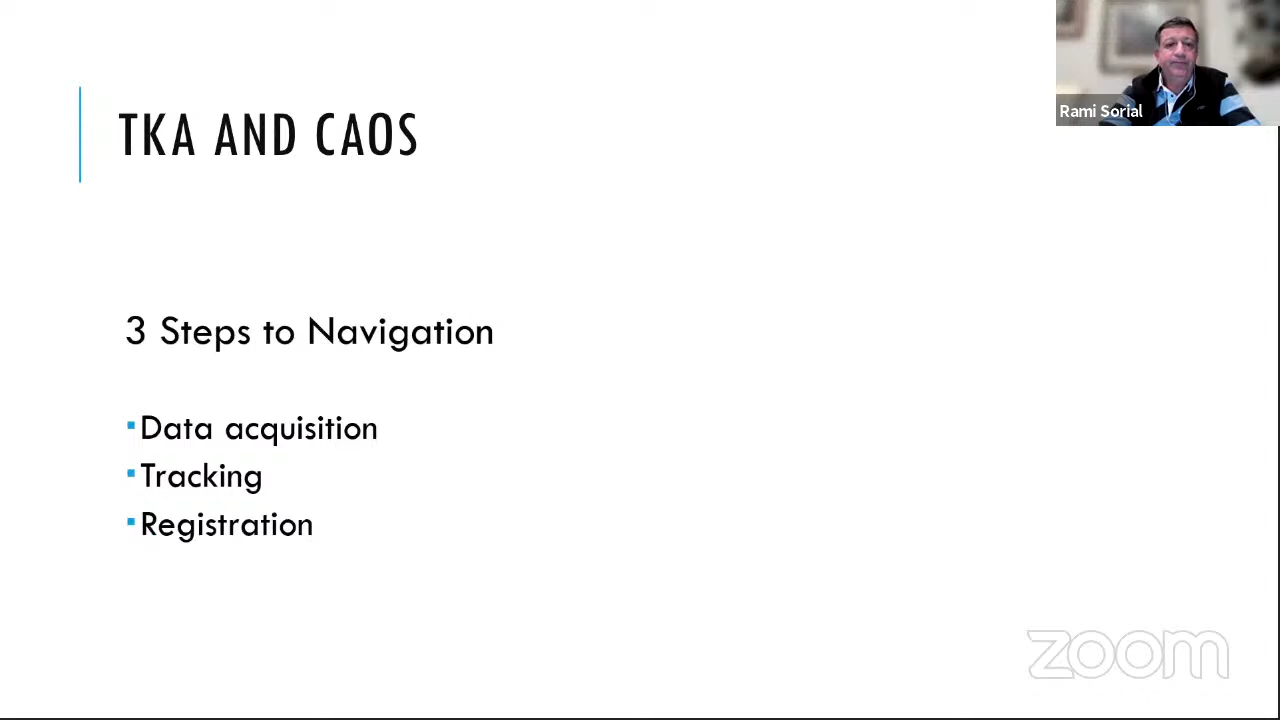 TKA AND CAOS
Rami Sorial
3 Steps to Navigation
Data acquisition
Tracking
Registration
zoom